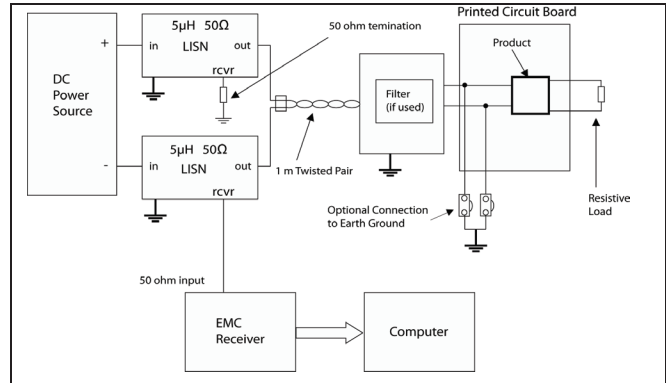 Printed Circuit Board
5µH 50Ω
LISN
in
out
rcvr
50 ohm temination
Product
+
DC
Power
Source
Filter
(if used)
5µH 50Ω
LISN
-
in
out
rcvr
1 m Twisted Pair
Optional Connection
to Earth Ground
Resistive
Load
50 ohm input
EMC
Receiver
Computer